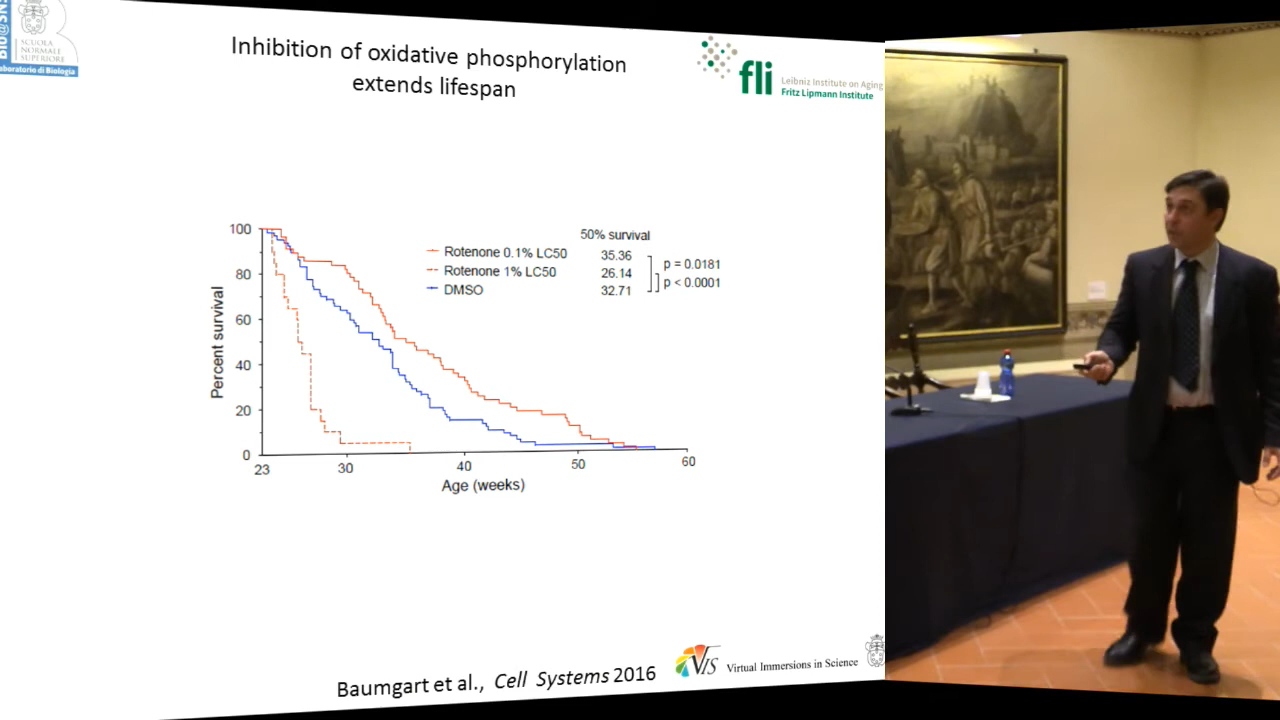 BIO@SNS
SCUOLA
NORMALE
SUPERIORE
Laboratorio di Biologia
Inhibition of oxidative phosphorylation
extends lifespan
fli
Leibniz Institute on Aging
Fritz Lipmann Institute
50% survival
Rotenone 0.1% LC50 35.36
Rotenone 1% LC50 26.14
DMSO 32.71
p = 0.0181
p < 0.0001
Percent survival
100
80
60
40
20
0
23 30 40 50 60
Age (weeks)
Baumgart et al., Cell Systems 2016
VIS Virtual Immersions in Science